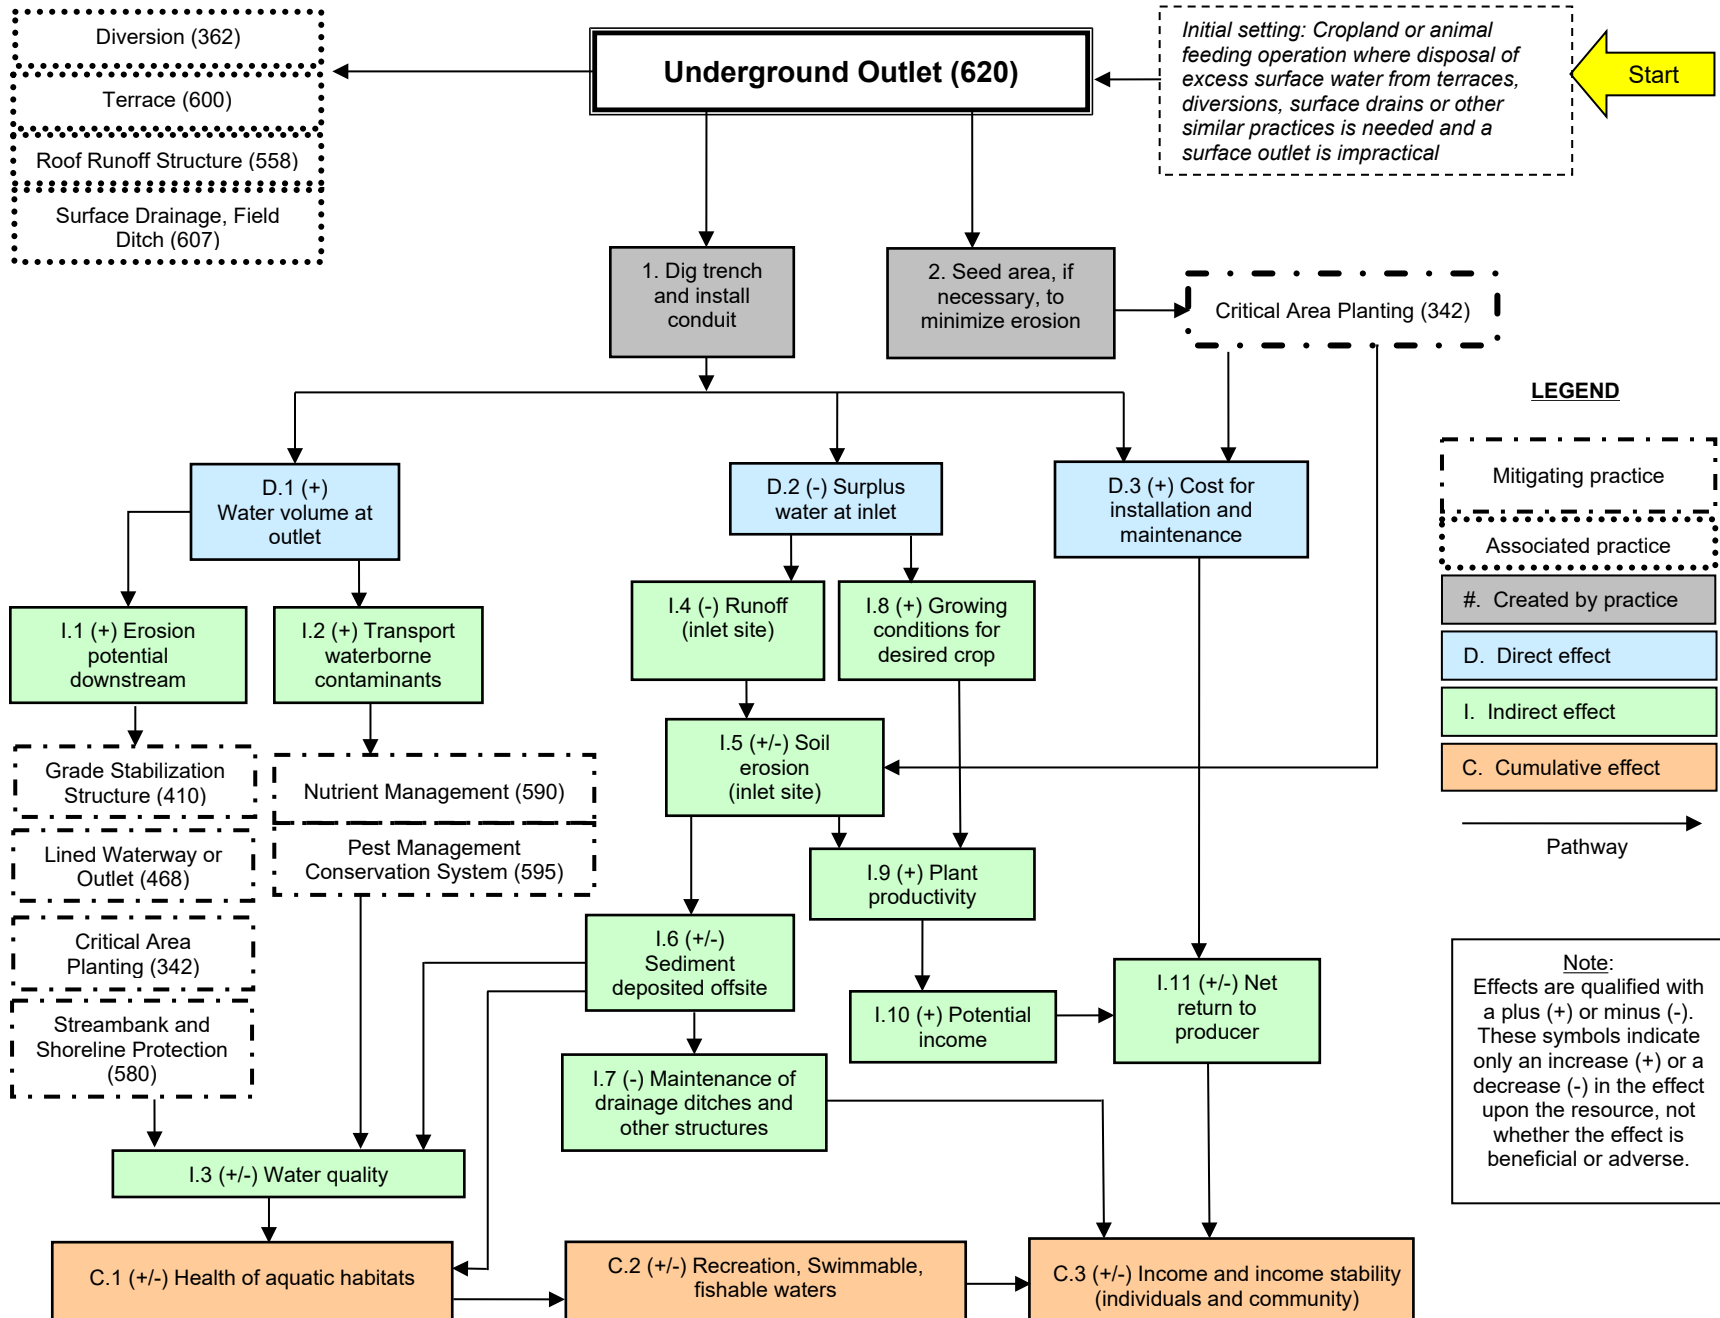 Diversion (362)
Terrace (600)
Roof Runoff Structure (558)
Surface Drainage, Field
Ditch (607)
Underground Outlet (620)
Initial setting: Cropland or animal
feeding operation where disposal of
excess surface water from terraces,
diversions, surface drains or other
similar practices is needed and a
surface outlet is impractical
Start
1. Dig trench
and install
conduit
2. Seed area, if
necessary, to
minimize erosion
Critical Area Planting (342)
D.1 (+)
Water volume at
outlet
D.2 (-) Surplus
water at inlet
D.3 (+) Cost for
installation and
maintenance
I.1 (+) Erosion
potential
downstream
I.2 (+) Transport
waterborne
contaminants
I.4 (-) Runoff
(inlet site)
I.8 (+) Growing
conditions for
desired crop
I.5 (+/-) Soil
erosion
(inlet site)
Grade Stabilization
Structure (410)
Lined Waterway or
Outlet (468)
Critical Area
Planting (342)
Streambank and
Shoreline Protection
(580)
Nutrient Management (590)
Pest Management
Conservation System (595)
I.9 (+) Plant
productivity
I.6 (+/-)
Sediment
deposited offsite
I.10 (+) Potential
income
I.11 (+/-) Net
return to
producer
I.7 (-) Maintenance of
drainage ditches and
other structures
I.3 (+/-) Water quality
C.1 (+/-) Health of aquatic habitats
C.2 (+/-) Recreation, Swimmable,
fishable waters
C.3 (+/-) Income and income stability
(individuals and community)
LEGEND
Mitigating practice
Associated practice
#. Created by practice
D. Direct effect
I. Indirect effect
C. Cumulative effect
Pathway
Note:
Effects are qualified with
a plus (+) or minus (-).
These symbols indicate
only an increase (+) or a
decrease (-) in the effect
upon the resource, not
whether the effect is
beneficial or adverse.